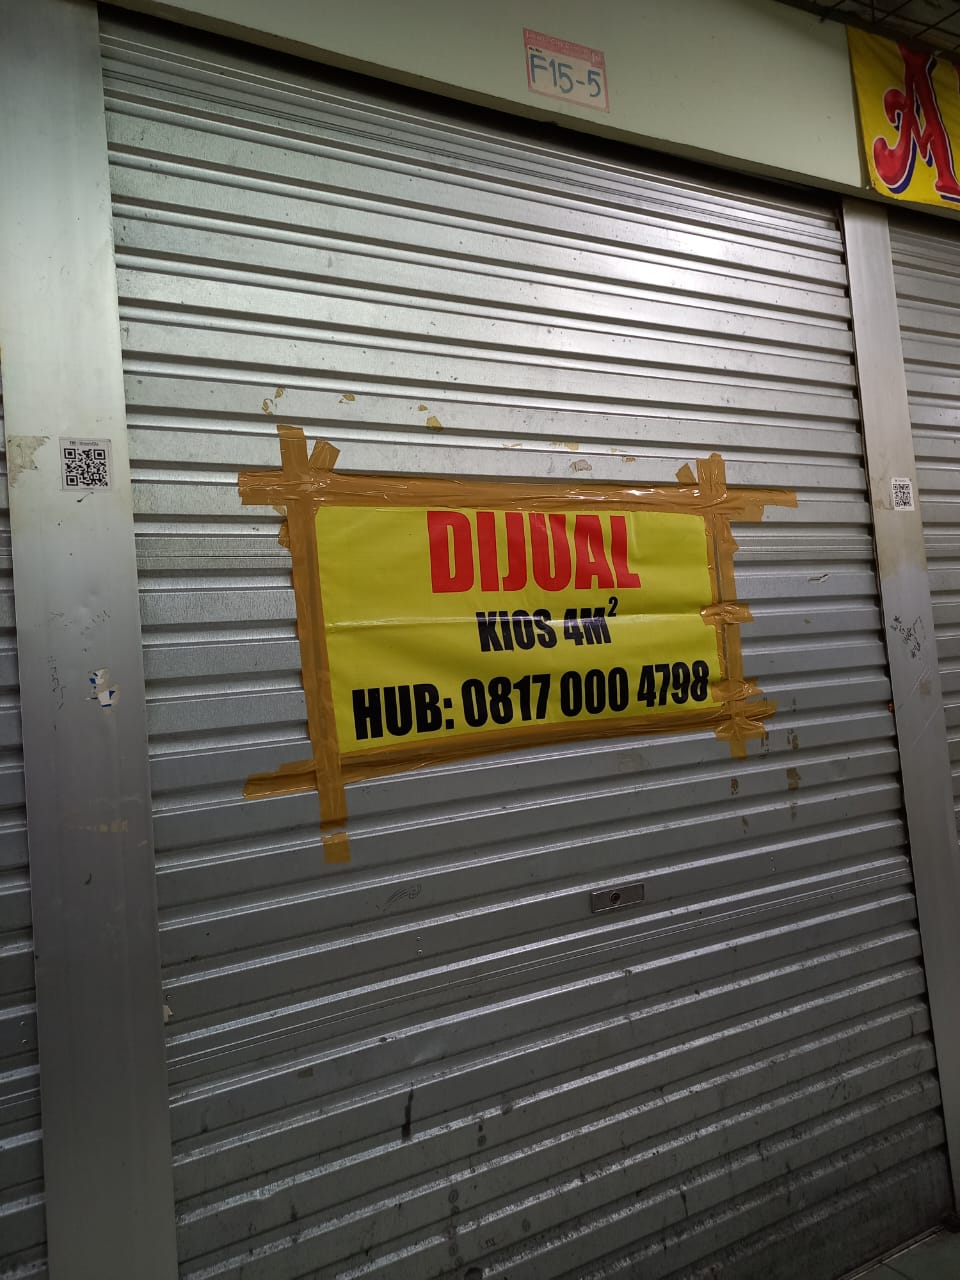 F15-5
DIJUAL
KIOS 4M²
HUB: 0817 000 4798